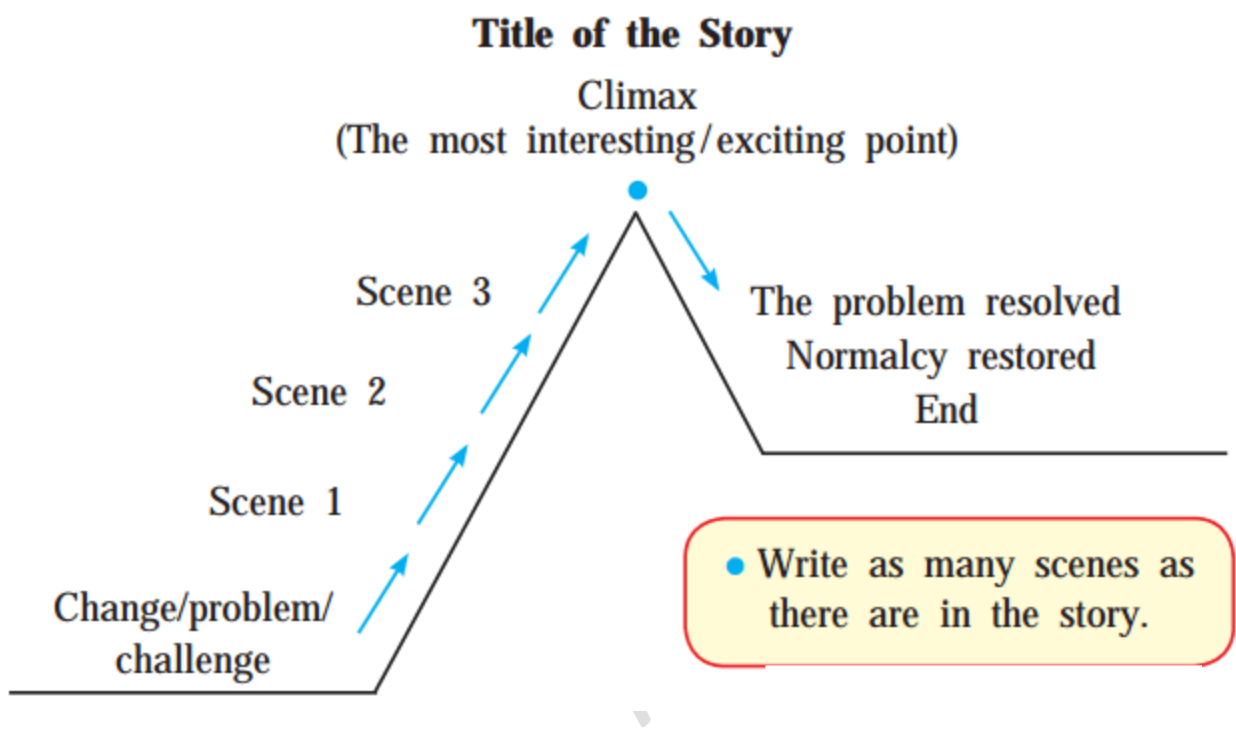 Title of the Story
Climax
(The most interesting/exciting point)
Scene 3
The problem resolved
Normalcy restored
End
Scene 2
Scene 1
Change/problem/
challenge
• Write as many scenes as
there are in the story.